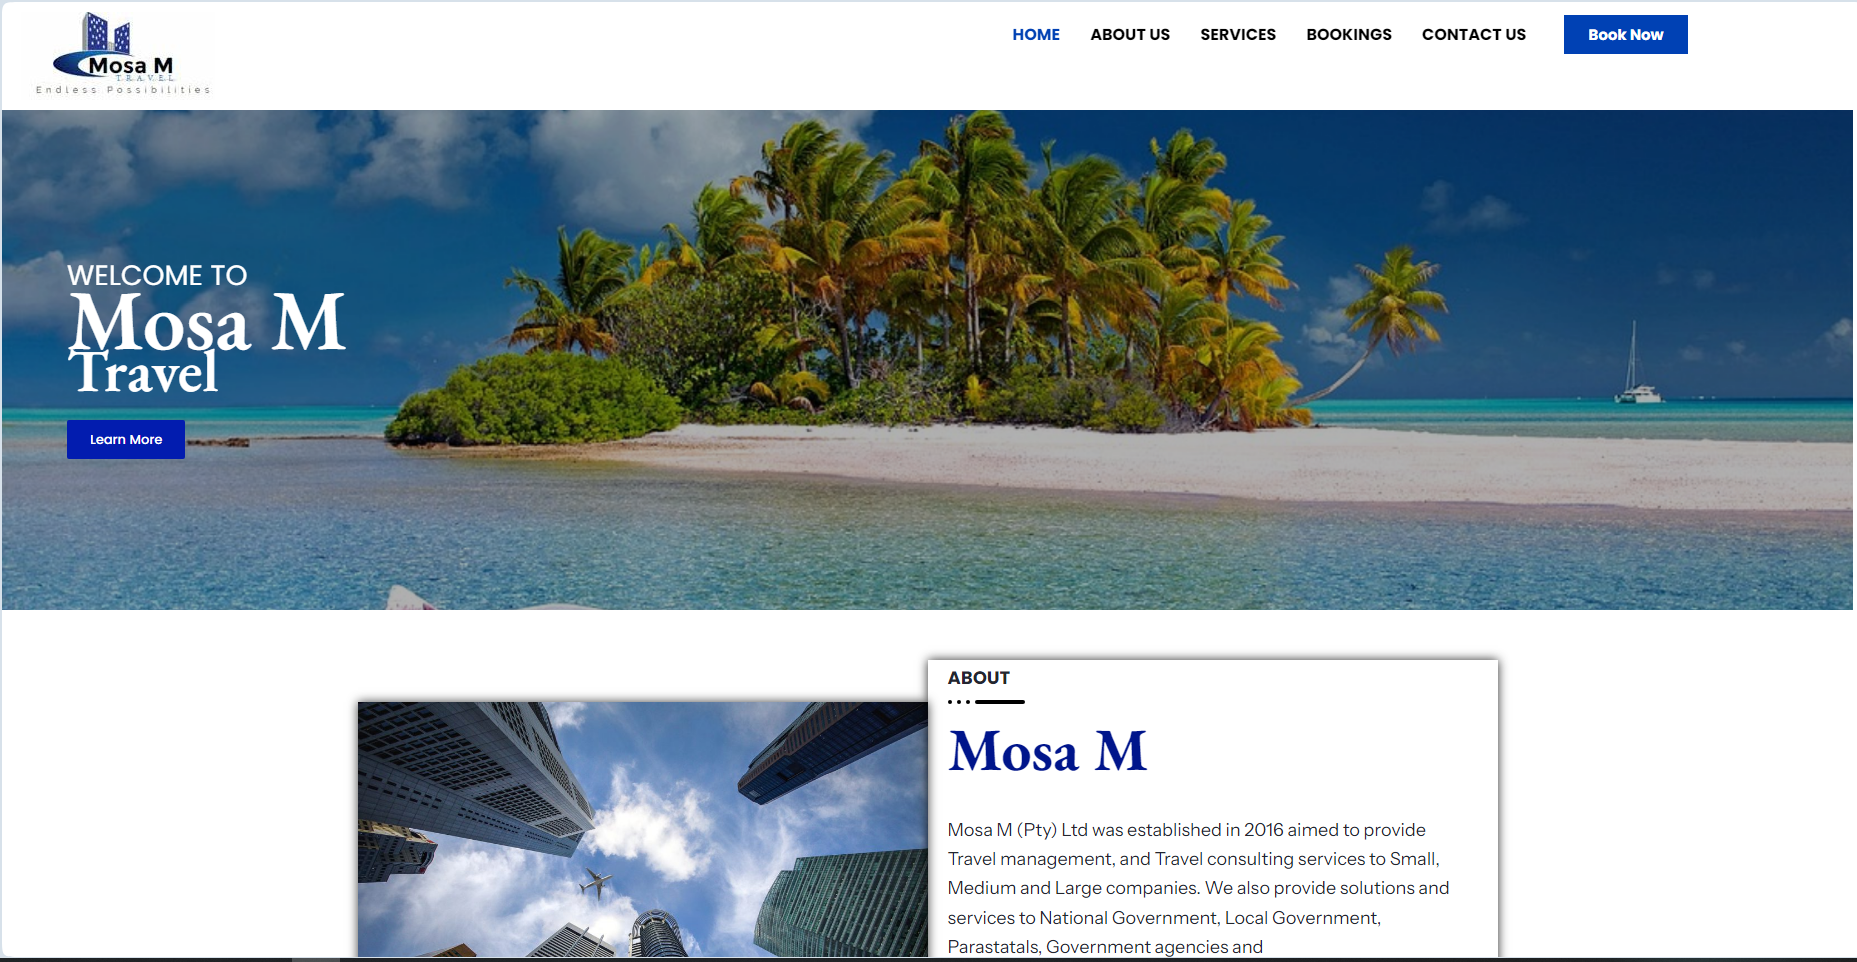 Mosa M
TRAVEL
Endless Possibilities
HOME
ABOUT US
SERVICES
BOOKINGS
CONTACT US
Book Now
WELCOME TO
Mosa M
Travel
Learn More
ABOUT
Mosa M
Mosa M (Pty) Ltd was established in 2016 aimed to provide
Travel management, and Travel consulting services to Small,
Medium and Large companies. We also provide solutions and
services to National Government, Local Government,
Parastatals, Government agencies and